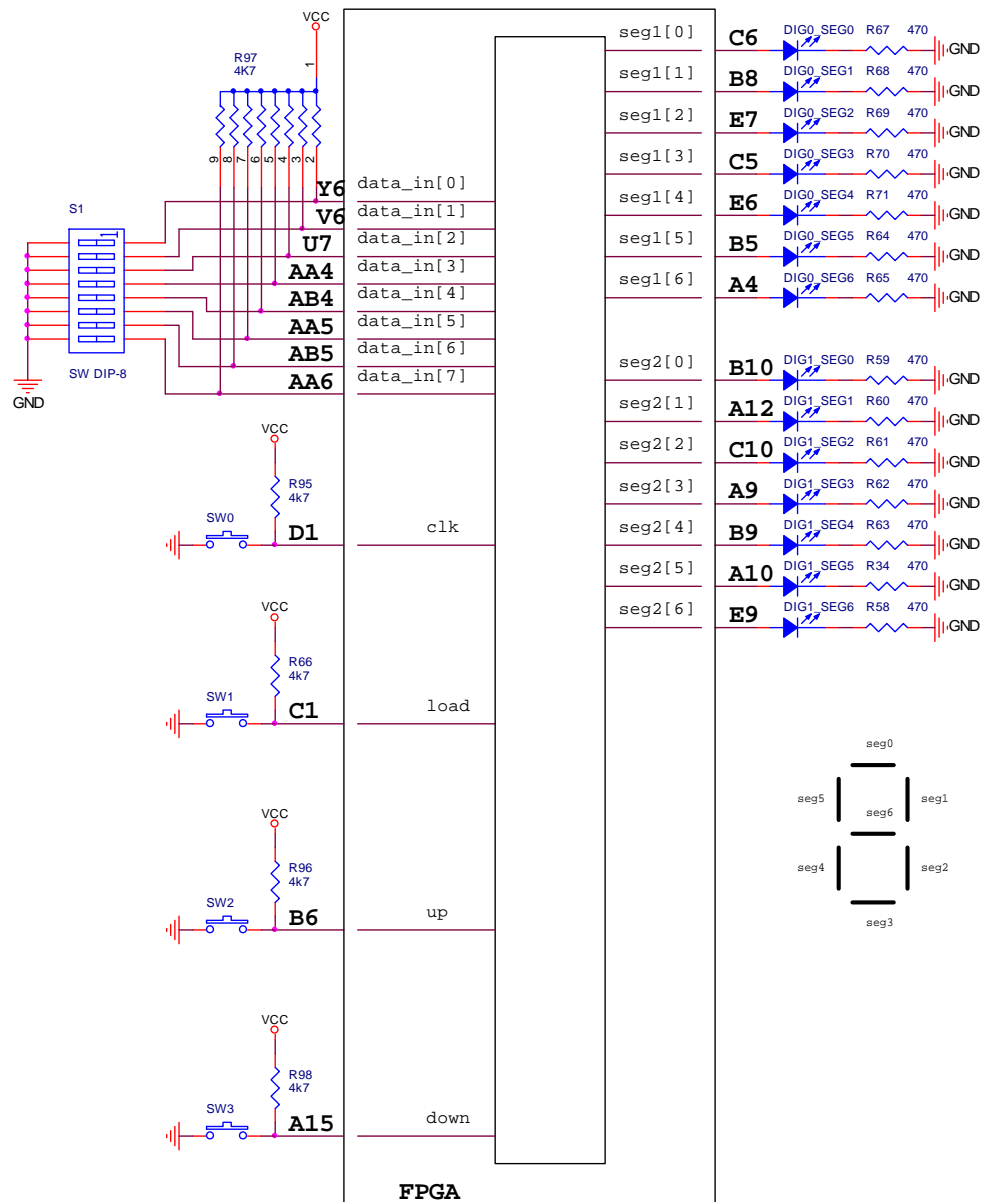 VCC
R97
4K7
1
9 8 7 6 5 4 3 2
S1
1
SW DIP-8
GND
Y6 data_in[0]
V6 data_in[1]
U7 data_in[2]
AA4 data_in[3]
AB4 data_in[4]
AA5 data_in[5]
AB5 data_in[6]
AA6 data_in[7]
VCC
R95
4k7
SW0
D1 clk
VCC
R66
4k7
SW1
C1 load
VCC
R96
4k7
SW2
B6 up
VCC
R98
4k7
SW3
A15 down
FPGA
seg1[0] C6 DIG0_SEG0 R67 470 GND
seg1[1] B8 DIG0_SEG1 R68 470 GND
seg1[2] E7 DIG0_SEG2 R69 470 GND
seg1[3] C5 DIG0_SEG3 R70 470 GND
seg1[4] E6 DIG0_SEG4 R71 470 GND
seg1[5] B5 DIG0_SEG5 R64 470 GND
seg1[6] A4 DIG0_SEG6 R65 470 GND
seg2[0] B10 DIG1_SEG0 R59 470 GND
seg2[1] A12 DIG1_SEG1 R60 470 GND
seg2[2] C10 DIG1_SEG2 R61 470 GND
seg2[3] A9 DIG1_SEG3 R62 470 GND
seg2[4] B9 DIG1_SEG4 R63 470 GND
seg2[5] A10 DIG1_SEG5 R34 470 GND
seg2[6] E9 DIG1_SEG6 R58 470 GND
seg0
seg5 seg1
seg6
seg4 seg2
seg3